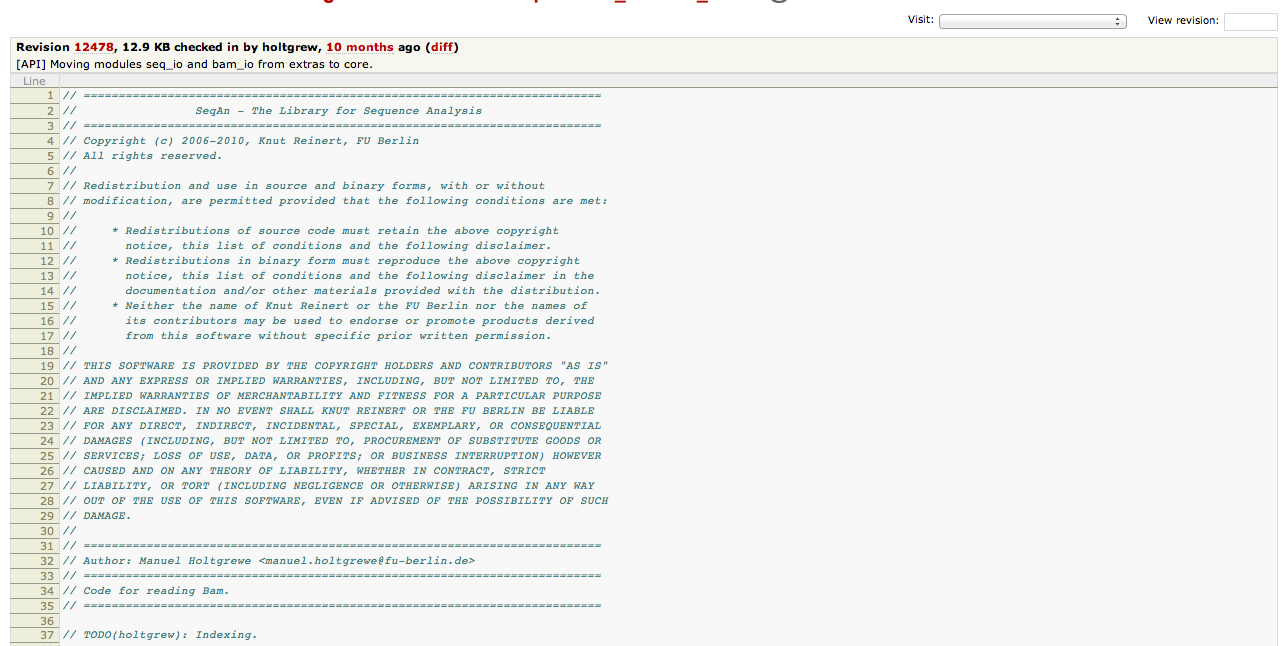 Visit: View revision:
Revision 12478, 12.9 KB checked in by holtgrew, 10 months ago (diff)
[API] Moving modules seq_io and bam_io from extras to core.
Line
1 // ==========================================================================
2 //                 SeqAn - The Library for Sequence Analysis
3 // ==========================================================================
4 // Copyright (c) 2006-2010, Knut Reinert, FU Berlin
5 // All rights reserved.
6 //
7 // Redistribution and use in source and binary forms, with or without
8 // modification, are permitted provided that the following conditions are met:
9 //
10 //     * Redistributions of source code must retain the above copyright
11 //       notice, this list of conditions and the following disclaimer.
12 //     * Redistributions in binary form must reproduce the above copyright
13 //       notice, this list of conditions and the following disclaimer in the
14 //       documentation and/or other materials provided with the distribution.
15 //     * Neither the name of Knut Reinert or the FU Berlin nor the names of
16 //       its contributors may be used to endorse or promote products derived
17 //       from this software without specific prior written permission.
18 //
19 // THIS SOFTWARE IS PROVIDED BY THE COPYRIGHT HOLDERS AND CONTRIBUTORS "AS IS"
20 // AND ANY EXPRESS OR IMPLIED WARRANTIES, INCLUDING, BUT NOT LIMITED TO, THE
21 // IMPLIED WARRANTIES OF MERCHANTABILITY AND FITNESS FOR A PARTICULAR PURPOSE
22 // ARE DISCLAIMED. IN NO EVENT SHALL KNUT REINERT OR THE FU BERLIN BE LIABLE
23 // FOR ANY DIRECT, INDIRECT, INCIDENTAL, SPECIAL, EXEMPLARY, OR CONSEQUENTIAL
24 // DAMAGES (INCLUDING, BUT NOT LIMITED TO, PROCUREMENT OF SUBSTITUTE GOODS OR
25 // SERVICES; LOSS OF USE, DATA, OR PROFITS; OR BUSINESS INTERRUPTION) HOWEVER
26 // CAUSED AND ON ANY THEORY OF LIABILITY, WHETHER IN CONTRACT, STRICT
27 // LIABILITY, OR TORT (INCLUDING NEGLIGENCE OR OTHERWISE) ARISING IN ANY WAY
28 // OUT OF THE USE OF THIS SOFTWARE, EVEN IF ADVISED OF THE POSSIBILITY OF SUCH
29 // DAMAGE.
30 //
31 // ==========================================================================
32 // Author: Manuel Holtgrewe <manuel.holtgrewe@fu-berlin.de>
33 // ==========================================================================
34 // Code for reading Bam.
35 // ==========================================================================
36
37 // TODO(holtgrew): Indexing.